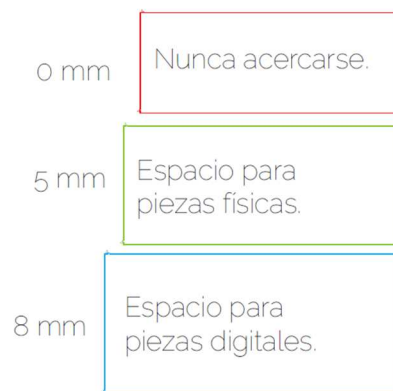 0 mm
Nunca acercarse.
5 mm
Espacio para
piezas físicas.
8 mm
Espacio para
piezas digitales.